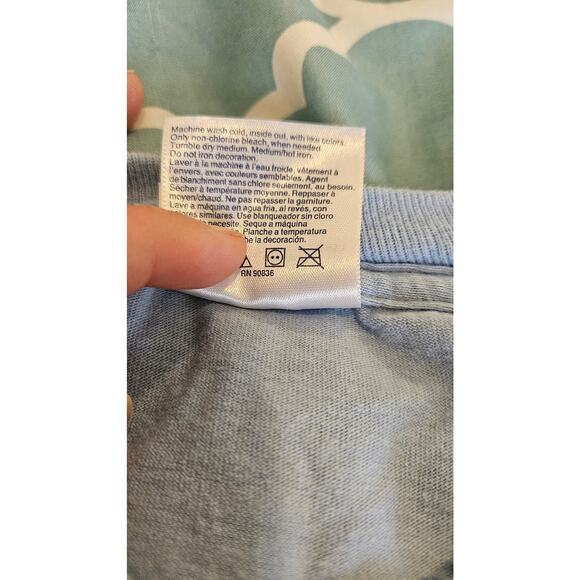 Machine wash cold, inside out, with like colors.
Only non-chlorine bleach, when needed
Tumble dry medium. Medium/hot iron.
Do not iron decoration.
Laver à la machine à l'eau froide, vêtement à
l'envers, avec couleurs semblables. Agent
de blanchiment sans chlore seulement, au besoin.
Sécher à température moyenne. Repasser à
moyen/chaud. Ne pas repasser la garniture.
Lave a máquina en agua fria, al revés, con
colores similares. Use blanqueador sin cloro
necesite. Seque a máquina
Planche a temperatura
la decoración.
RN 90836